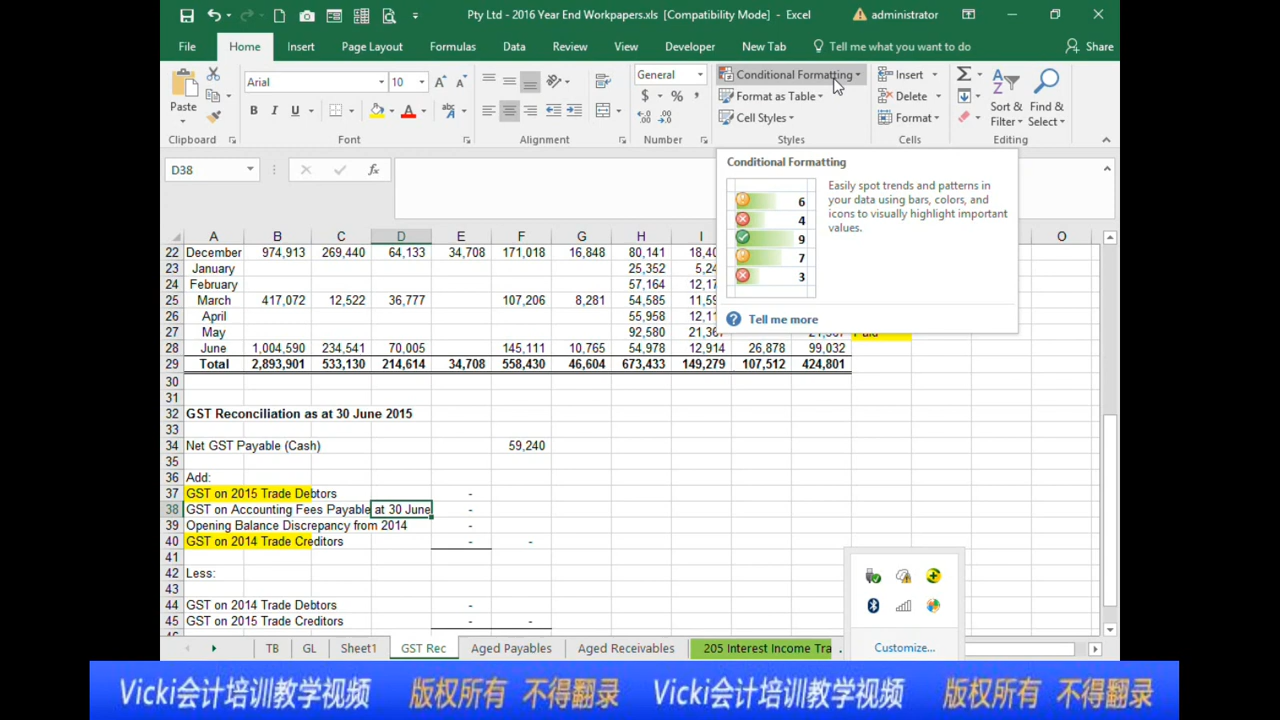 Pty Ltd - 2016 Year End Workpapers.xls [Compatibility Mode] - Excel
administrator
File Home Insert Page Layout Formulas Data Review View Developer New Tab Tell me what you want to do Share
Paste
Arial 10
General
Conditional Formatting
Format as Table
Cell Styles
Insert
Delete
Format
Sort & Filter
Find & Select
Clipboard Font Alignment Number Styles Cells Editing
D38
fx
Conditional Formatting
Easily spot trends and patterns in
your data using bars, colors, and
icons to visually highlight important
values.
6
4
9
7
3
Tell me more
A B C D E F G H I O
22 December 974,913 269,440 64,133 34,708 171,018 16,848 80,141
23 January 25,352
24 February 57,164
25 March 417,072 12,522 36,777 107,206 8,281 54,585
26 April 55,958
27 May 92,580
28 June 1,004,590 234,541 70,005 145,111 10,765 54,978 12,914 26,878 99,032
29 Total 2,893,901 533,130 214,614 34,708 558,430 46,604 673,433 149,279 107,512 424,801
30
31
32 GST Reconciliation as at 30 June 2015
33
34 Net GST Payable (Cash) 59,240
35
36 Add:
37 GST on 2015 Trade Debtors -
38 GST on Accounting Fees Payable at 30 June -
39 Opening Balance Discrepancy from 2014 -
40 GST on 2014 Trade Creditors - -
41
42 Less:
43
44 GST on 2014 Trade Debtors -
45 GST on 2015 Trade Creditors - -
Customize...
TB GL Sheet1 GST Rec Aged Payables Aged Receivables 205 Interest Income Tra
Vicki会计培训教学视频 版权所有 不得翻录 Vicki会计培训教学视频 版权所有 不得翻录